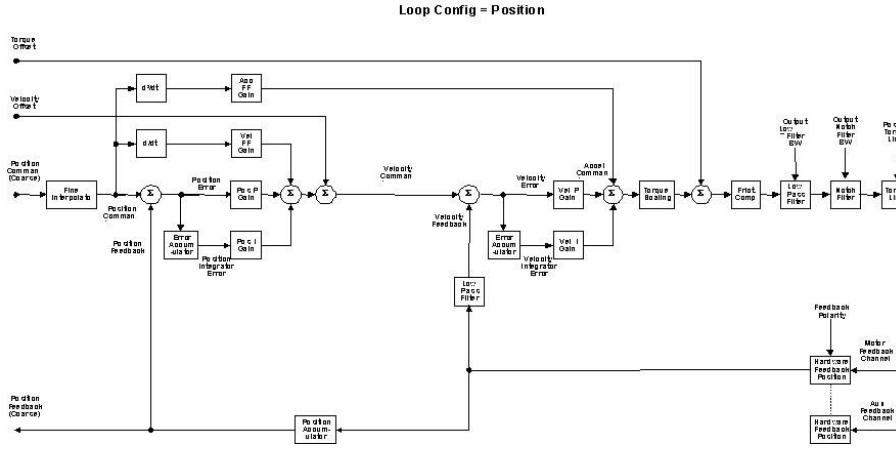 Loop Config = Position
Torque
Offset
Velocity
Offset
Position
Comman
(Coarse)
Fine
Interpolato
d/dt
FF
Gain
d/dt
Vel
FF
Gain
Position
Error
Position
Comman
Position
Feedback
Σ
Pos P
Gain
Σ
Σ
Error
Accum
-ulator
Position
Integrator
Error
Pos I
Gain
Velocity
Comman
Σ
Velocity
Feedback
Velocity
Error
Vel P
Gain
Accel
Comman
Σ
Error
Accum
-ulator
Velocity
Integrator
Error
Vel I
Gain
Torque
Scaling
Σ
Frict.
Comp
Output
Low
Filter
BW
Low
Pass
Filter
Output
Notch
Filter
BW
Notch
Filter
Low
Pass
Filter
Feedback
Polarity
Hardware
Feedback
Position
Motor
Feedback
Channel
Hardware
Feedback
Position
Aux
Feedback
Channel
Position
Accum-
ulator
Position
Feedback
(Coarse)